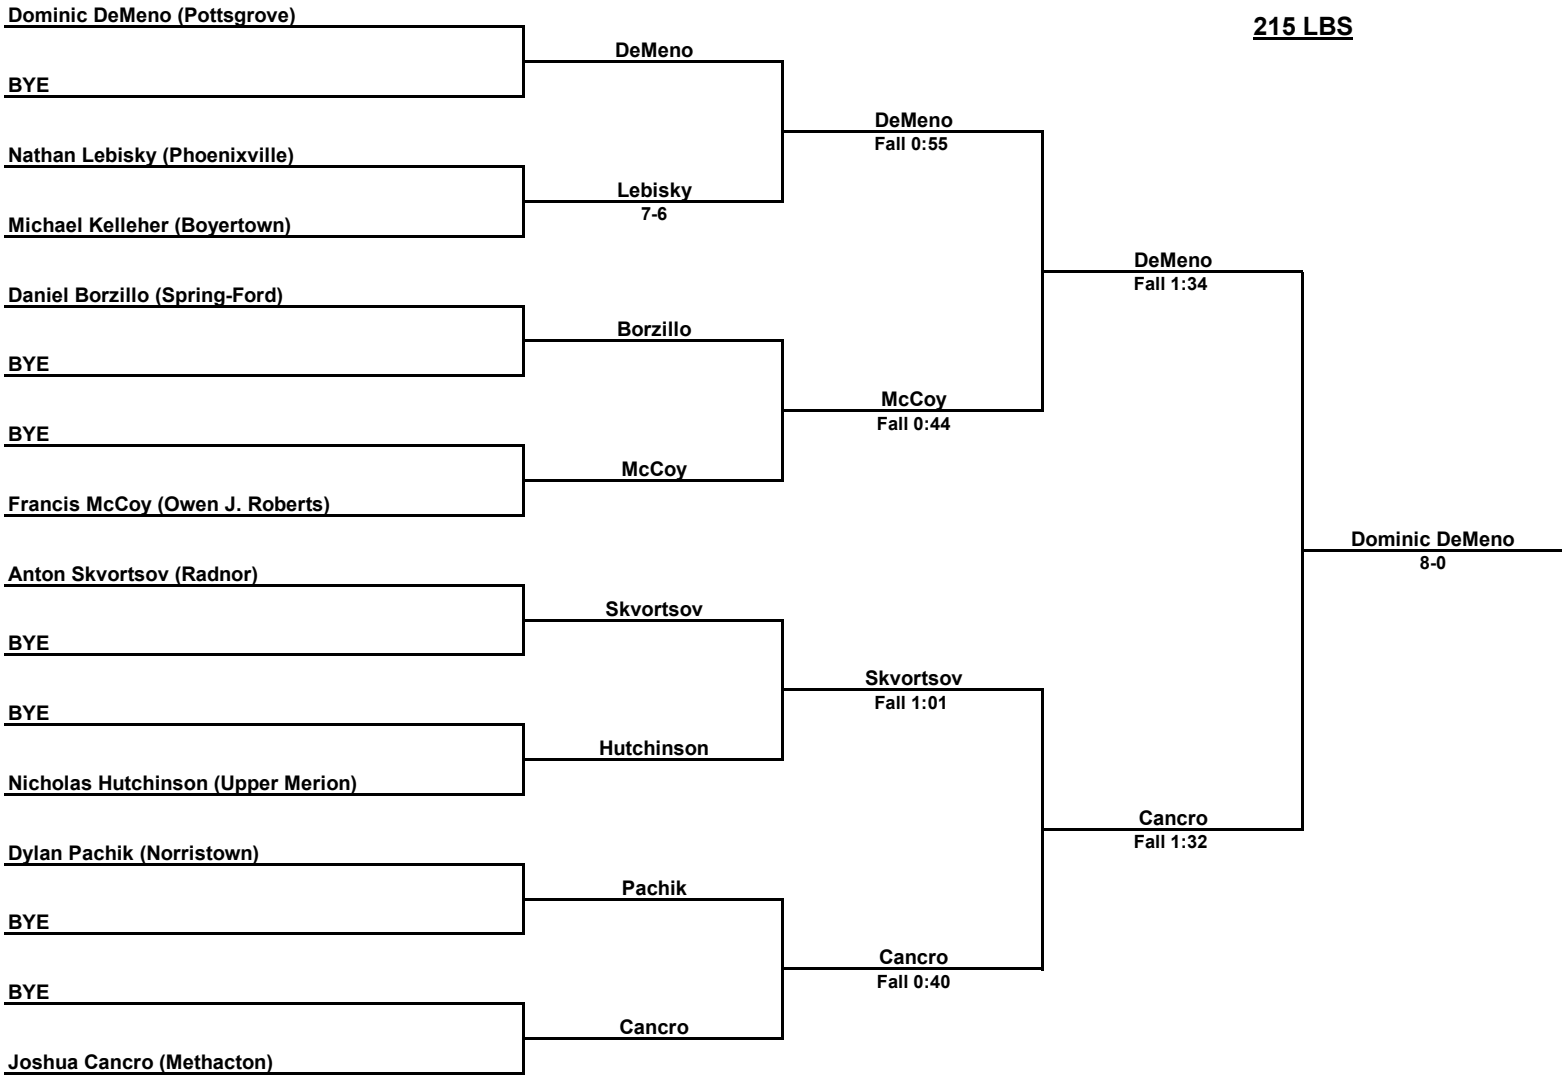 Dominic DeMeno (Pottsgrove)
215 LBS
DeMeno
BYE
DeMeno
Fall 0:55
Nathan Lebisky (Phoenixville)
Lebisky
7-6
Michael Kelleher (Boyertown)
DeMeno
Fall 1:34
Daniel Borzillo (Spring-Ford)
Borzillo
BYE
McCoy
Fall 0:44
BYE
McCoy
Francis McCoy (Owen J. Roberts)
Dominic DeMeno
8-0
Anton Skvortsov (Radnor)
Skvortsov
BYE
Skvortsov
Fall 1:01
BYE
Hutchinson
Nicholas Hutchinson (Upper Merion)
Cancro
Fall 1:32
Dylan Pachik (Norristown)
Pachik
BYE
Cancro
Fall 0:40
BYE
Cancro
Joshua Cancro (Methacton)